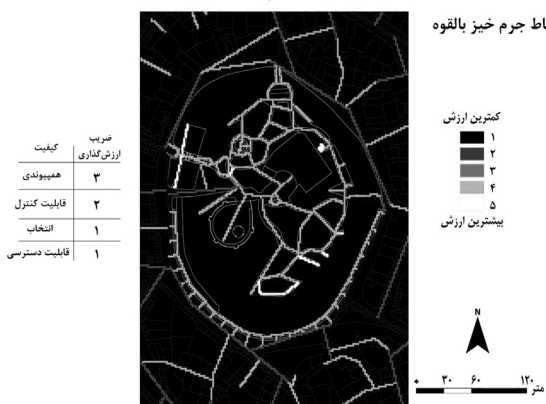 اط جرم خیز بالقوه
کمترین ارزش
۱
۲
۳
۴
۵
بیشترین ارزش
ضریب ارزش‌گذاری کیفیت
۳ همپیوندی
۲ قابلیت کنترل
۱ انتخاب
۱ قابلیت دسترسی
N
۰ ۳۰ ۶۰ ۱۲۰
متر